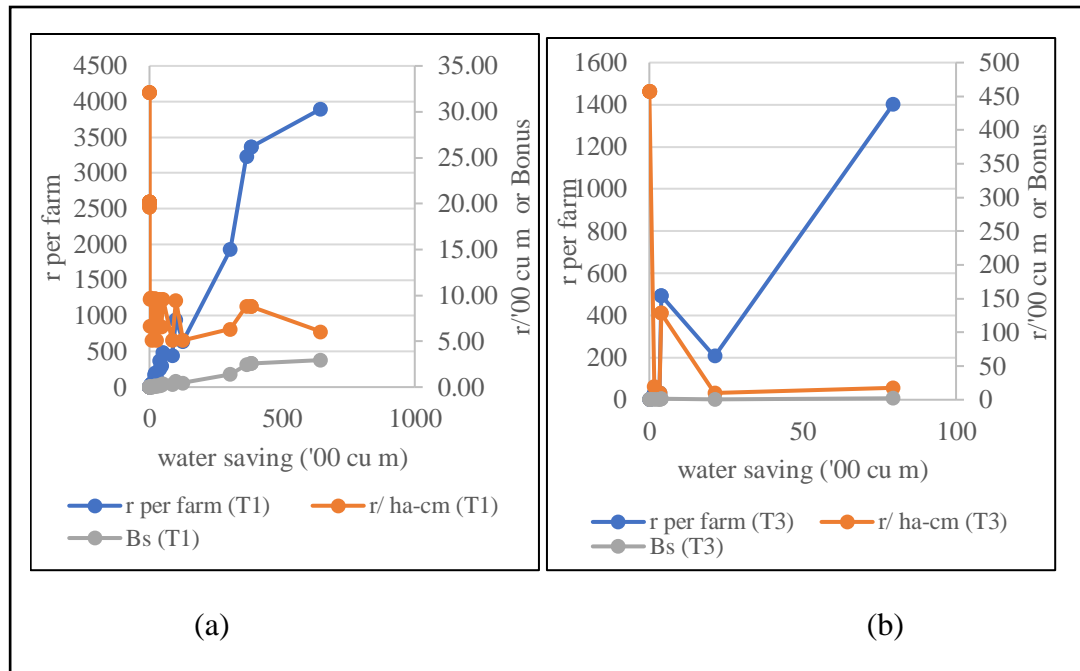 4500
4000
3500
3000
2500
2000
1500
1000
500
0
r per farm
35.00
30.00
25.00
20.00
15.00
10.00
5.00
0.00
r/'00 cu m or Bonus
0 500 1000
water saving ('00 cu m)
r per farm (T1) r/ ha-cm (T1)
Bs (T1)
(a)
1600
1400
1200
1000
800
600
400
200
0
r per farm
500
450
400
350
300
250
200
150
100
50
0
r/'00 cu m or Bonus
0 50 100
water saving ('00 cu m)
r per farm (T3) r/ ha-cm (T3)
Bs (T3)
(b)